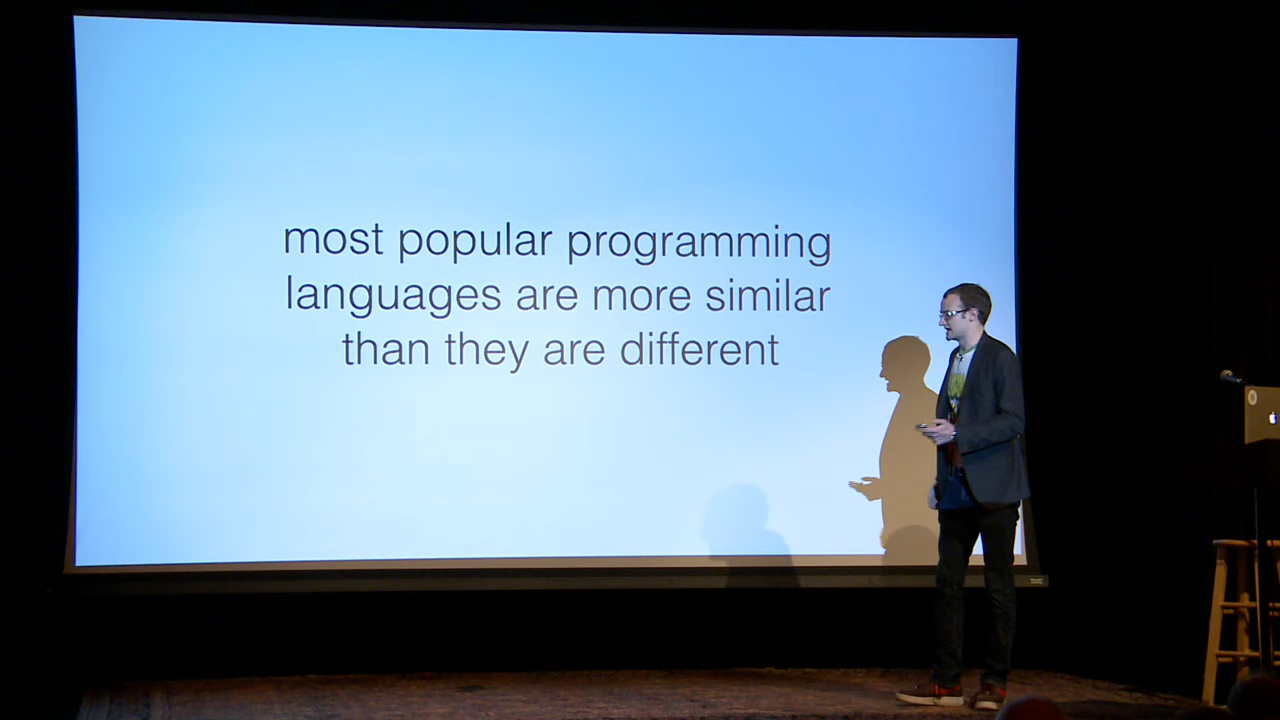 most popular programming
languages are more similar
than they are different